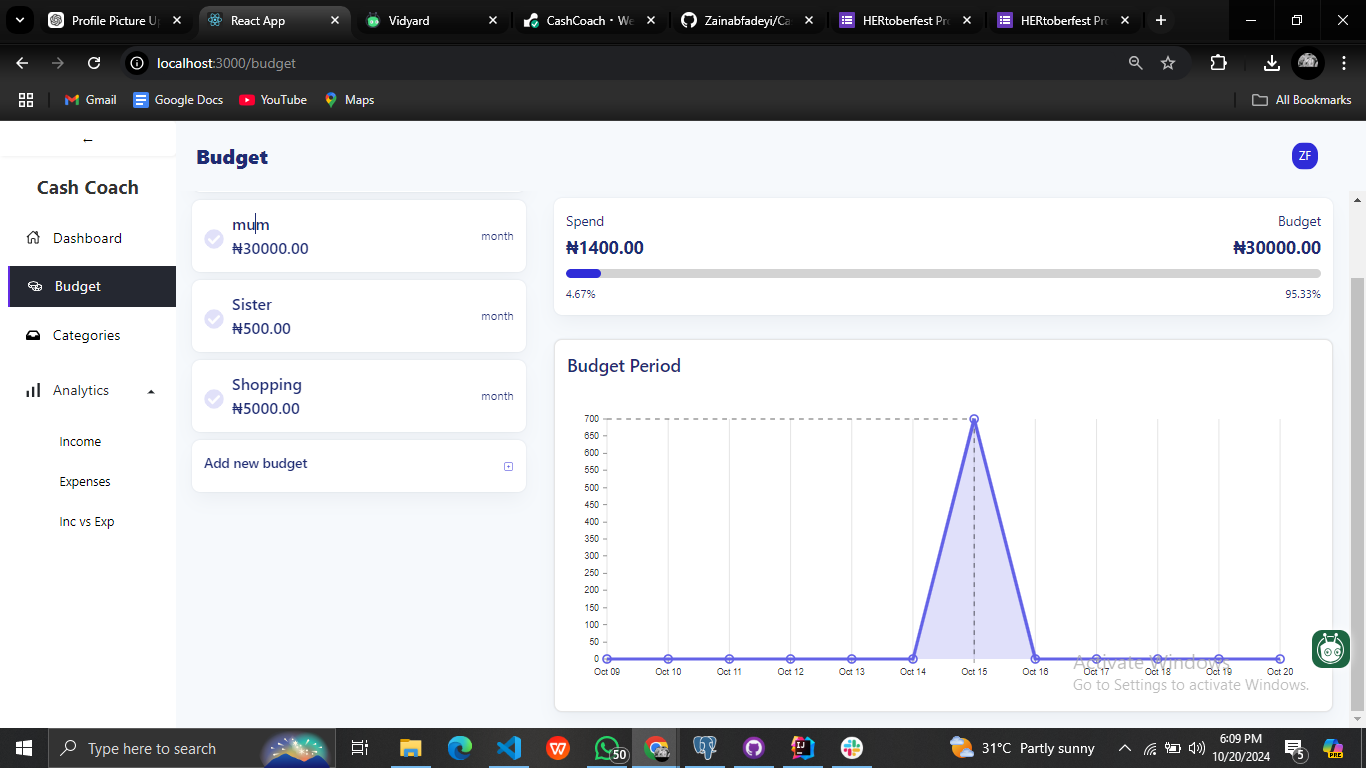 Profile Picture U
React App
Vidyard
CashCoach · We
Zainabfadeyi/Ca
HERtoberfest Pro
HERtoberfest Pro
localhost:3000/budget
Gmail
Google Docs
YouTube
Maps
All Bookmarks
←
Cash Coach
Dashboard
Budget
Categories
Analytics
Income
Expenses
Inc vs Exp
Budget
ZF
mum
₦30000.00
month
Sister
₦500.00
month
Shopping
₦5000.00
month
Add new budget
Spend
Budget
₦1400.00
₦30000.00
4.67%
95.33%
Budget Period
700
650
600
550
500
450
400
350
300
250
200
150
100
50
0
Oct 09
Oct 10
Oct 11
Oct 12
Oct 13
Oct 14
Oct 15
Oct 16
Oct 17
Oct 18
Oct 19
Oct 20
Activate Windows
Go to Settings to activate Windows.
Type here to search
50
31°C Partly sunny
6:09 PM
10/20/2024
5
PRE